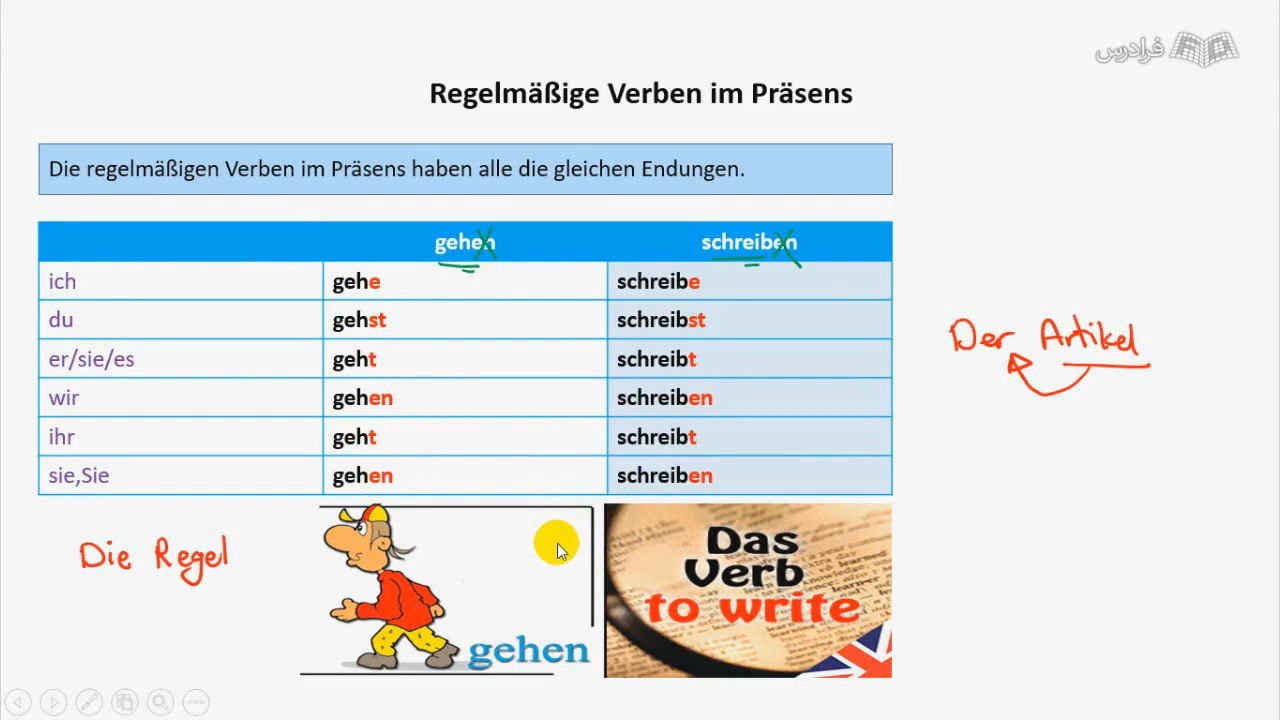 فرادرس
Regelmäßige Verben im Präsens
Die regelmäßigen Verben im Präsens haben alle die gleichen Endungen.
gehen schreiben
ich gehe schreibe
du gehst schreibst
er/sie/es geht schreibt
wir gehen schreiben
ihr geht schreibt
sie,Sie gehen schreiben
Der Artikel
Die Regel
gehen
Das
Verb
to write